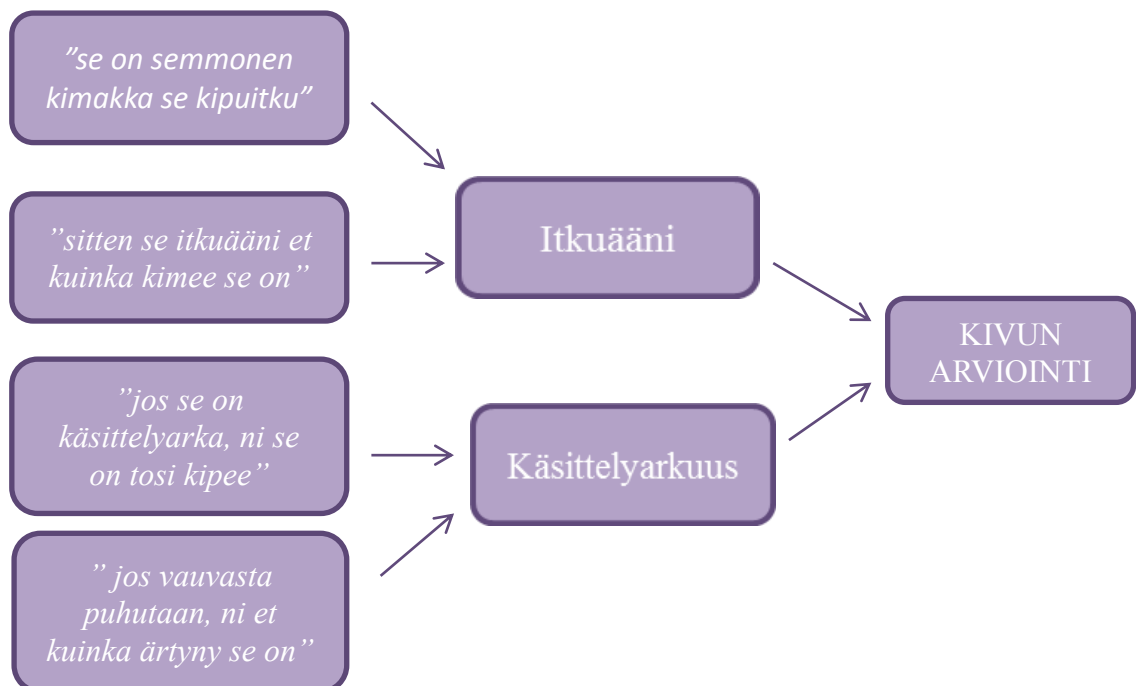 ”se on semmonen
kimakka se kipuitku”
”sitten se itkuääni et
kuinka kimee se on”
”jos se on
käsittelyarka, ni se
on tosi kipee”
” jos vauvasta
puhutaan, ni et
kuinka ärtyny se on”
Itkuääni
Käsittelyarkuus
KIVUN
ARVIOINTI